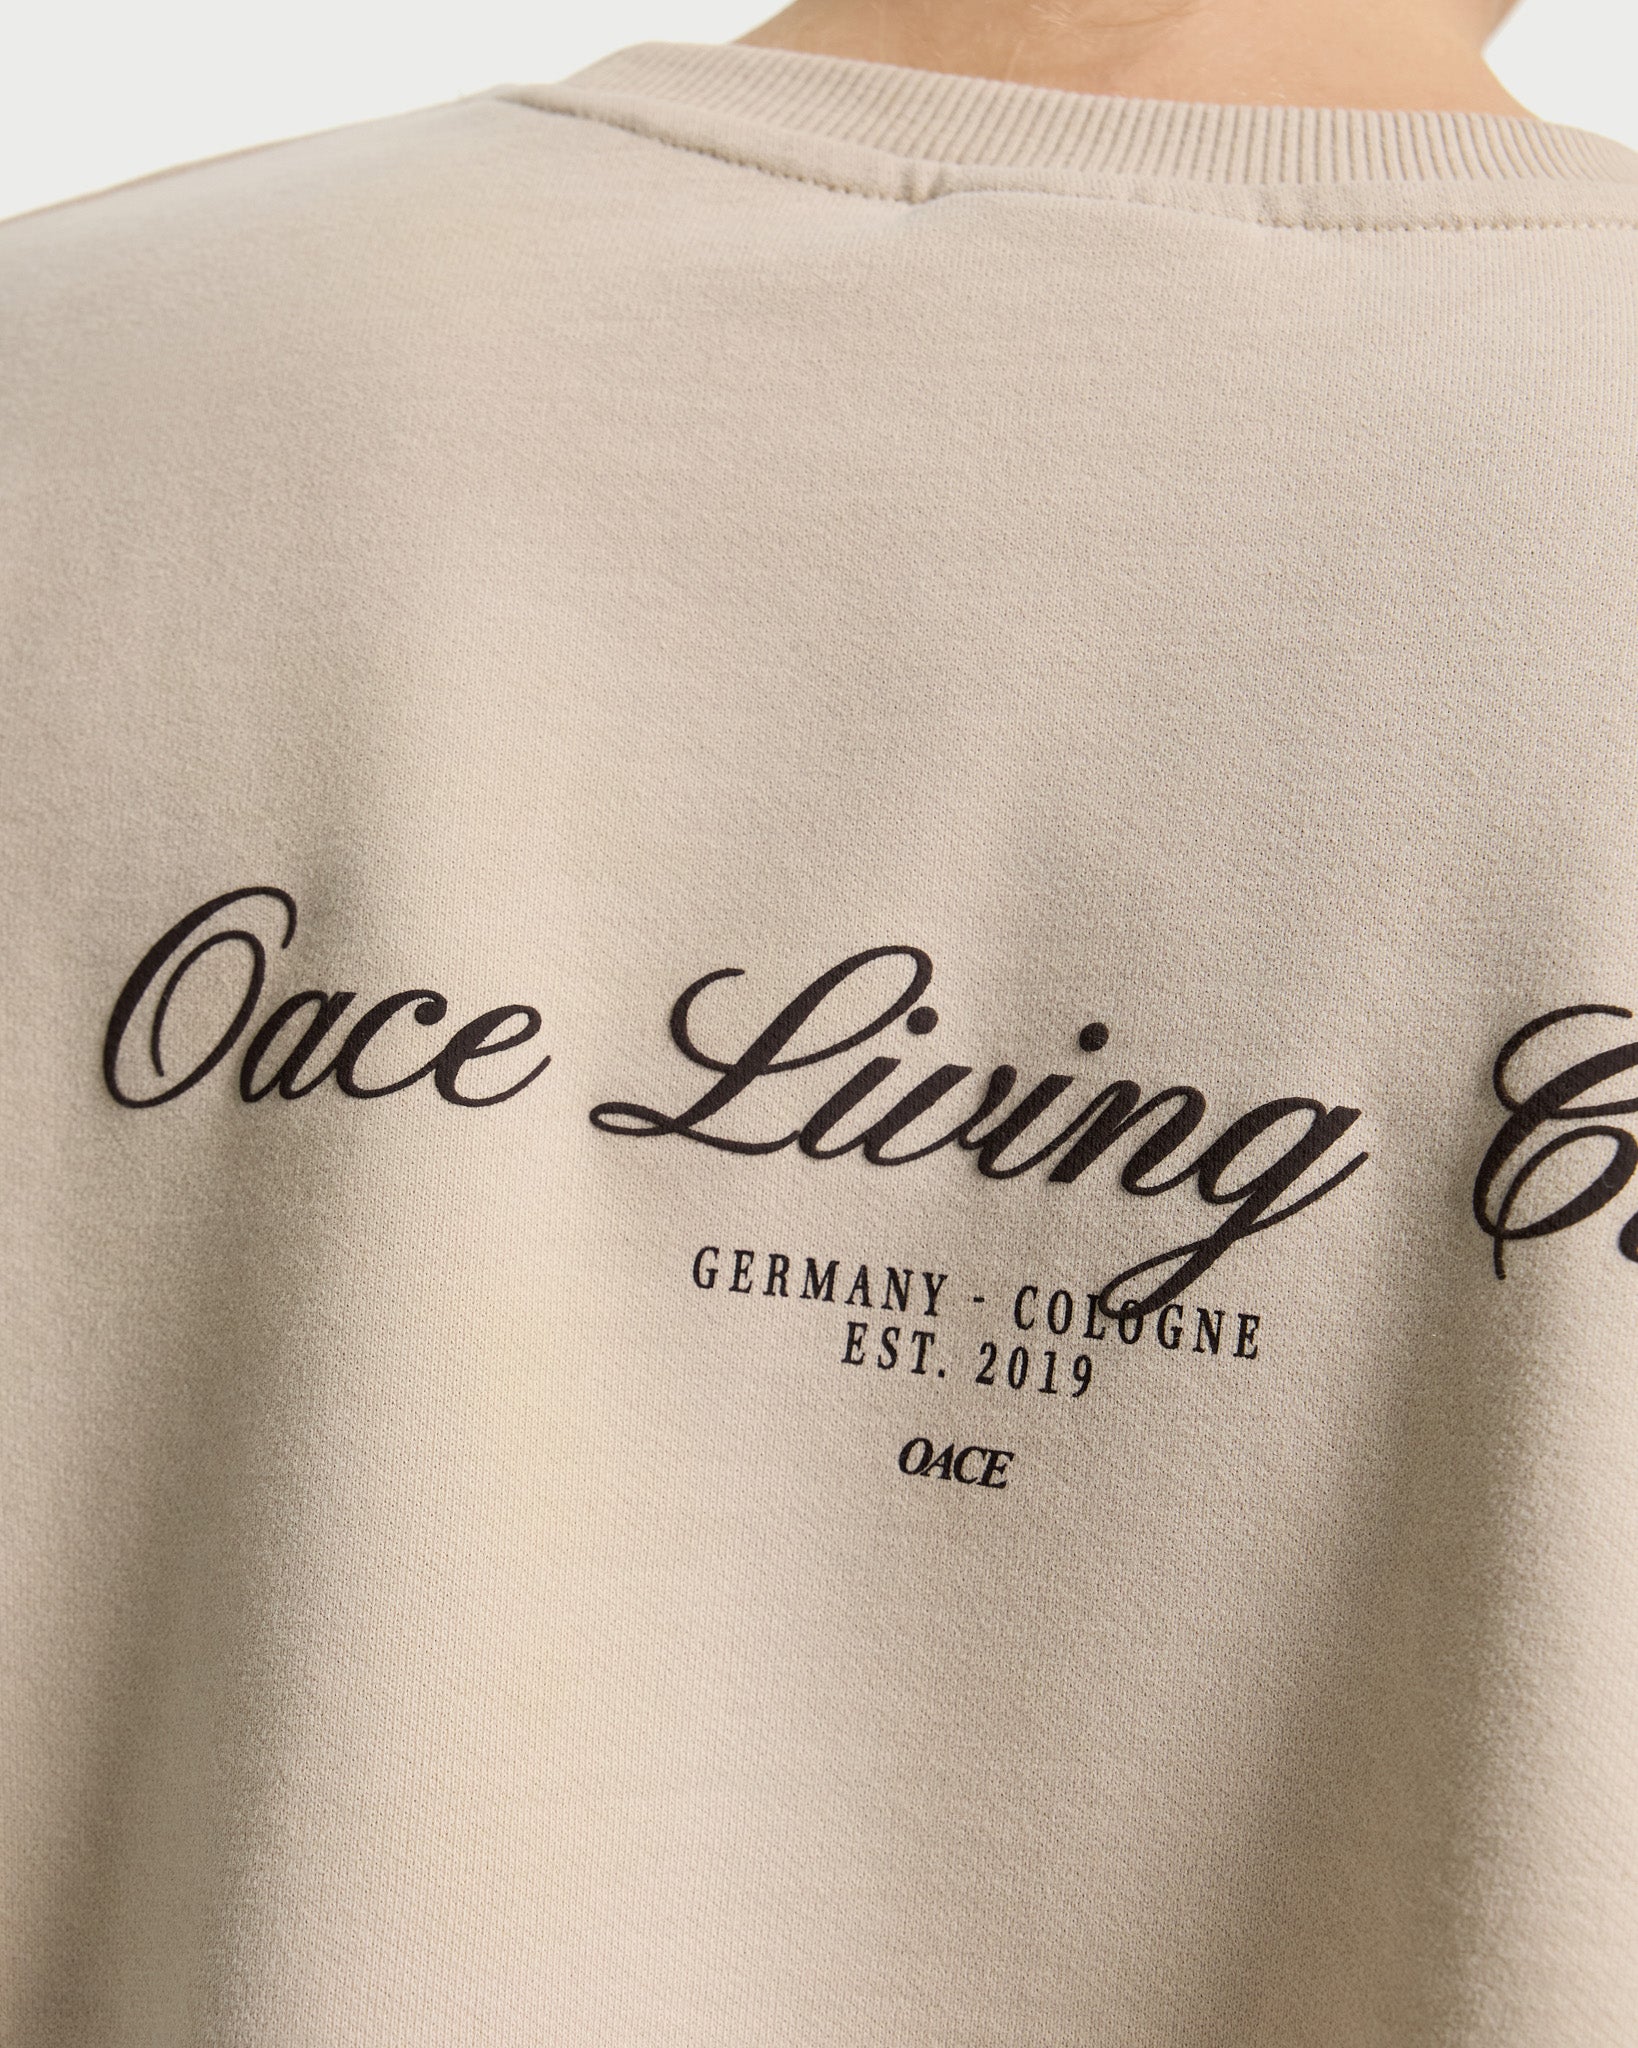 Oace Living
GERMANY - COLOGNE
EST. 2019
OACE